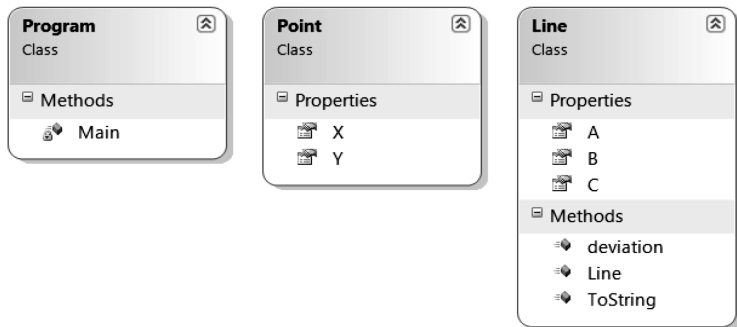 Program
Class
Methods
Main
Point
Class
Properties
X
Y
Line
Class
Properties
A
B
C
Methods
deviation
Line
ToString